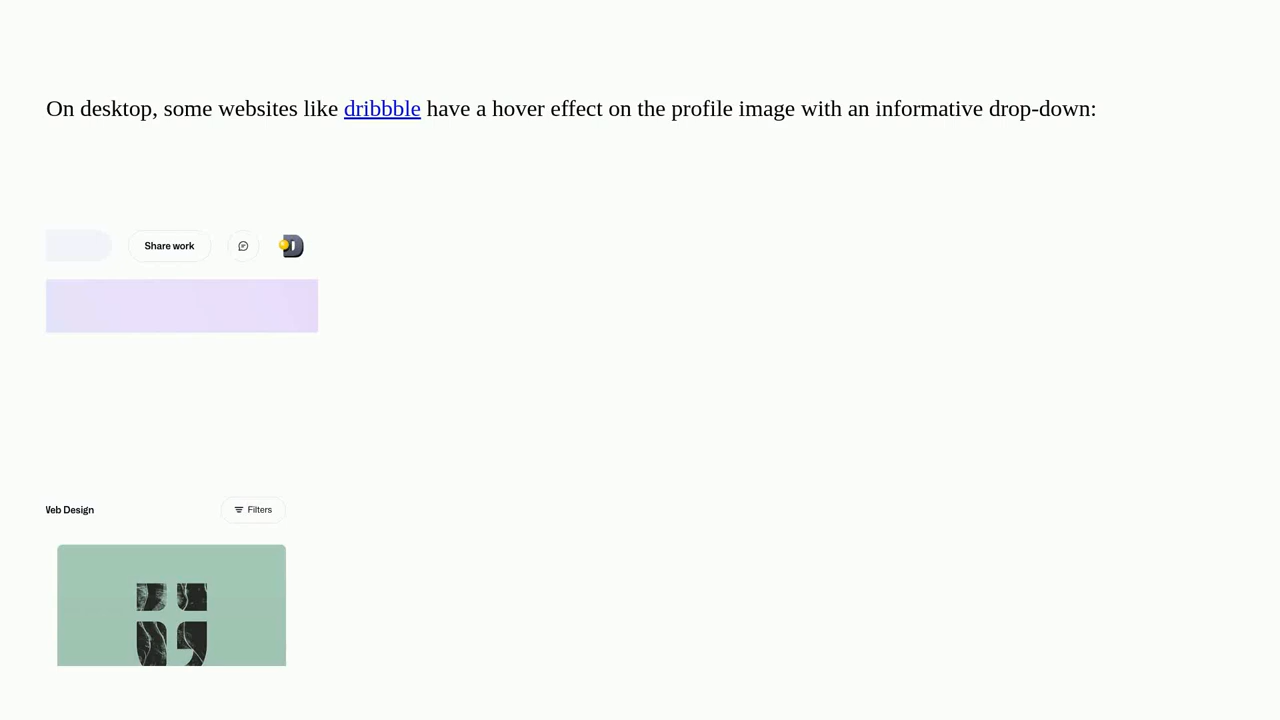 On desktop, some websites like dribbble have a hover effect on the profile image with an informative drop-down:
Share work
Web Design
Filters